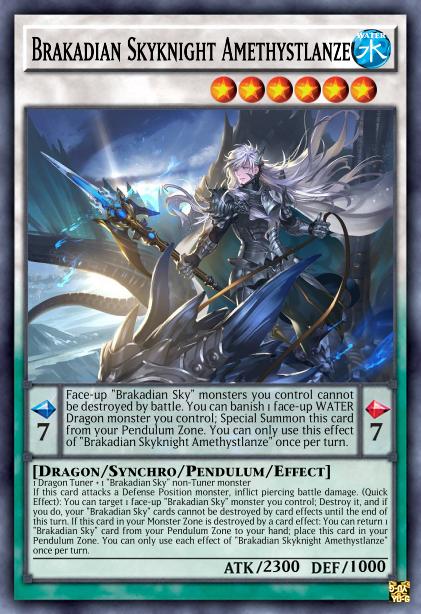 Brakadian Skyknight Amethystlanze
WATER
水
Face-up "Brakadian Sky" monsters you control cannot
be destroyed by battle. You can banish 1 face-up WATER
Dragon monster you control; Special Summon this card
from your Pendulum Zone. You can only use this effect
of "Brakadian Skyknight Amethystlanze" once per turn.
7
7
[Dragon/Synchro/Pendulum/Effect]
1 Dragon Tuner + 1 "Brakadian Sky" non-Tuner monster
If this card attacks a Defense Position monster, inflict piercing battle damage. (Quick
Effect): You can target 1 face-up "Brakadian Sky" monster you control; Destroy it, and if
you do, your "Brakadian Sky" cards cannot be destroyed by card effects until the end of
this turn. If this card in your Monster Zone is destroyed by a card effect: You can return 1
"Brakadian Sky" card from your Pendulum Zone to your hand; place this card in your
Pendulum Zone. You can only use each effect of "Brakadian Skyknight Amethystlanze"
once per turn.
ATK/2300 DEF/1000